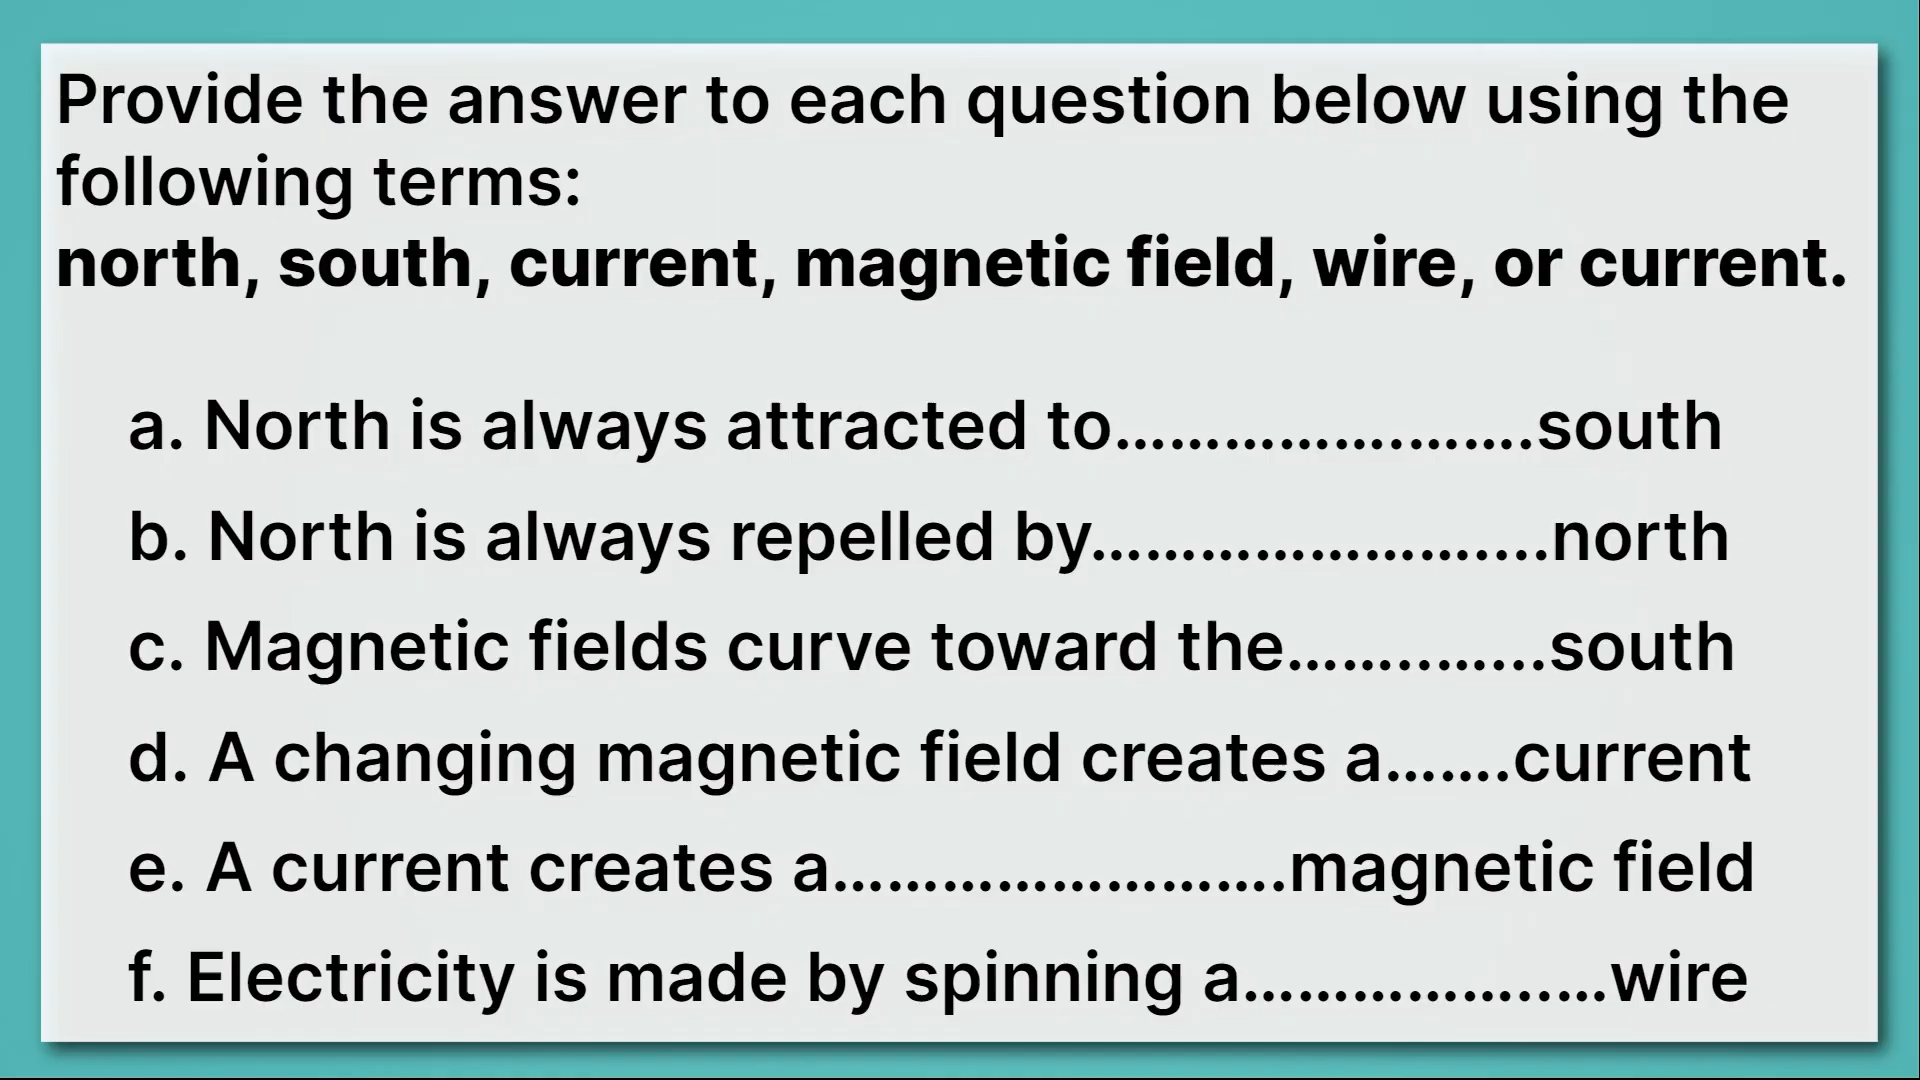 Provide the answer to each question below using the
following terms:
north, south, current, magnetic field, wire, or current.
a. North is always attracted to.......................south
b. North is always repelled by.........................north
c. Magnetic fields curve toward the..............south
d. A changing magnetic field creates a.......current
e. A current creates a.........................magnetic field
f. Electricity is made by spinning a....................wire